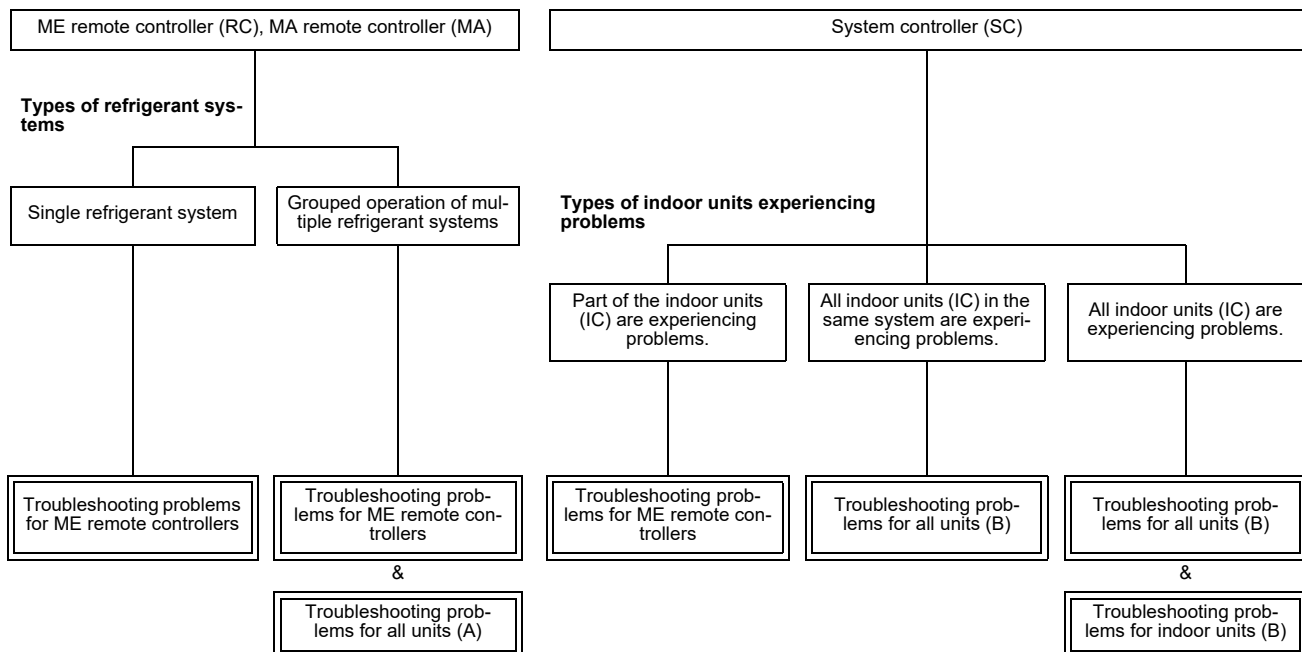 ME remote controller (RC), MA remote controller (MA)
System controller (SC)
Types of refrigerant sys-
tems
Single refrigerant system
Grouped operation of mul-
tiple refrigerant systems
Types of indoor units experiencing
problems
Part of the indoor units
(IC) are experiencing
problems.
All indoor units (IC) in the
same system are experi-
encing problems.
All indoor units (IC) are
experiencing problems.
Troubleshooting problems
for ME remote controllers
Troubleshooting prob-
lems for ME remote con-
trollers
&
Troubleshooting prob-
lems for all units (A)
Troubleshooting prob-
lems for ME remote con-
trollers
Troubleshooting prob-
lems for all units (B)
Troubleshooting prob-
lems for all units (B)
&
Troubleshooting prob-
lems for indoor units (B)